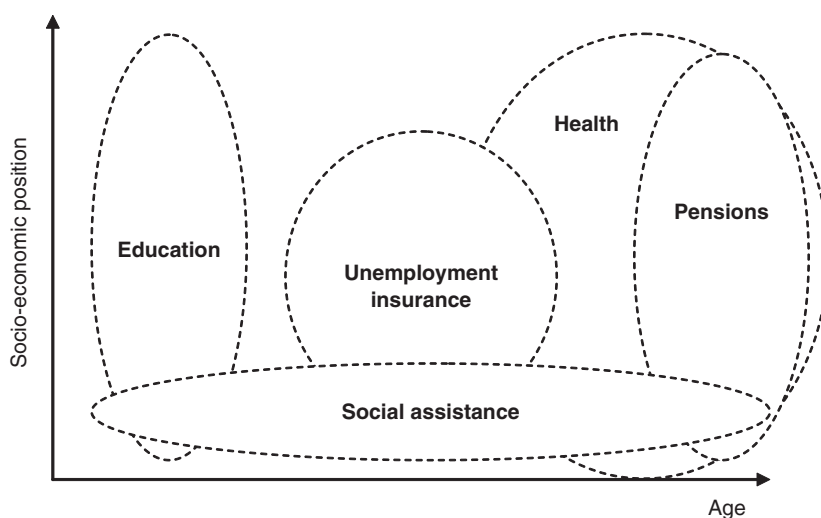 Socio-economic position
Health
Pensions
Education
Unemployment
insurance
Social assistance
Age